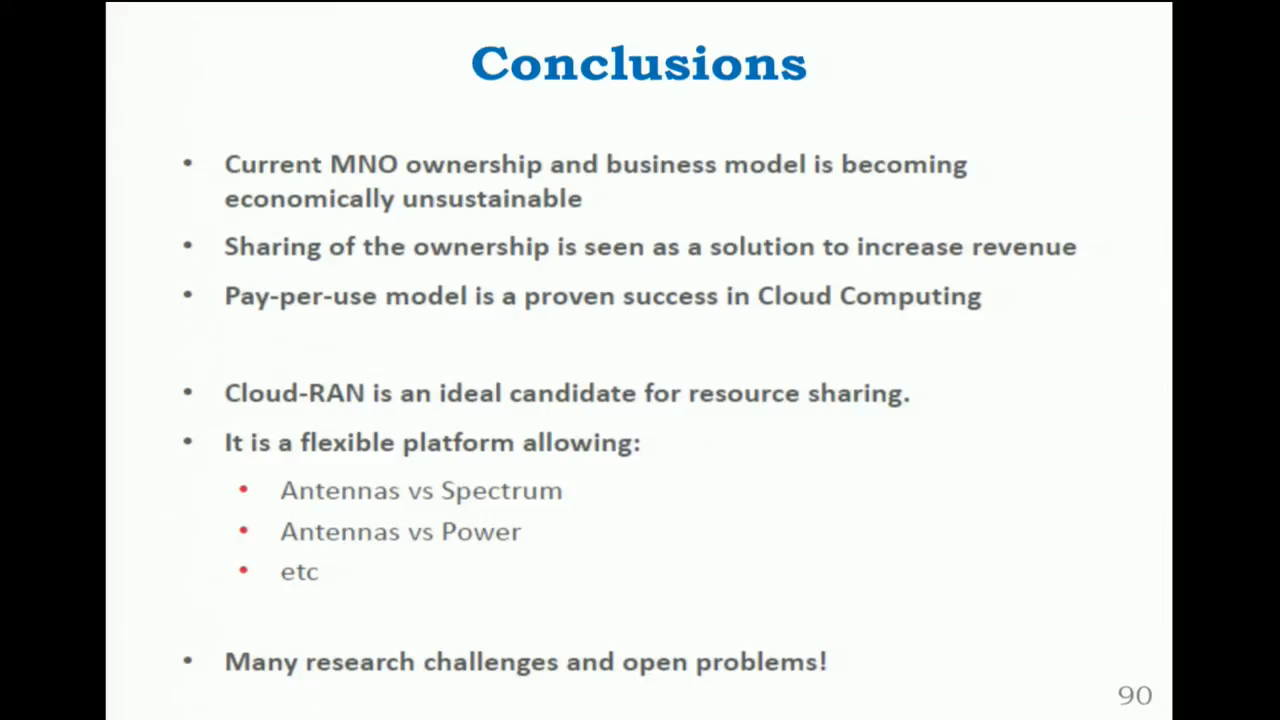 Conclusions
• Current MNO ownership and business model is becoming
economically unsustainable
• Sharing of the ownership is seen as a solution to increase revenue
• Pay-per-use model is a proven success in Cloud Computing
• Cloud-RAN is an ideal candidate for resource sharing.
• It is a flexible platform allowing:
• Antennas vs Spectrum
• Antennas vs Power
• etc
• Many research challenges and open problems!
90